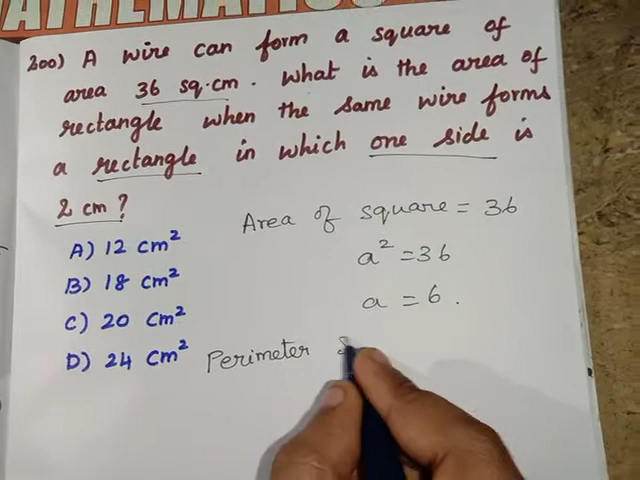 MATHEMATICS
200) A wire can form a square of
area 36 sq.cm. What is the area of
rectangle when the same wire forms
a rectangle in which one side is
2 cm?
Area of square = 36
a² = 36
a = 6.
A) 12 cm²
B) 18 cm²
C) 20 cm²
D) 24 cm²
Perimeter